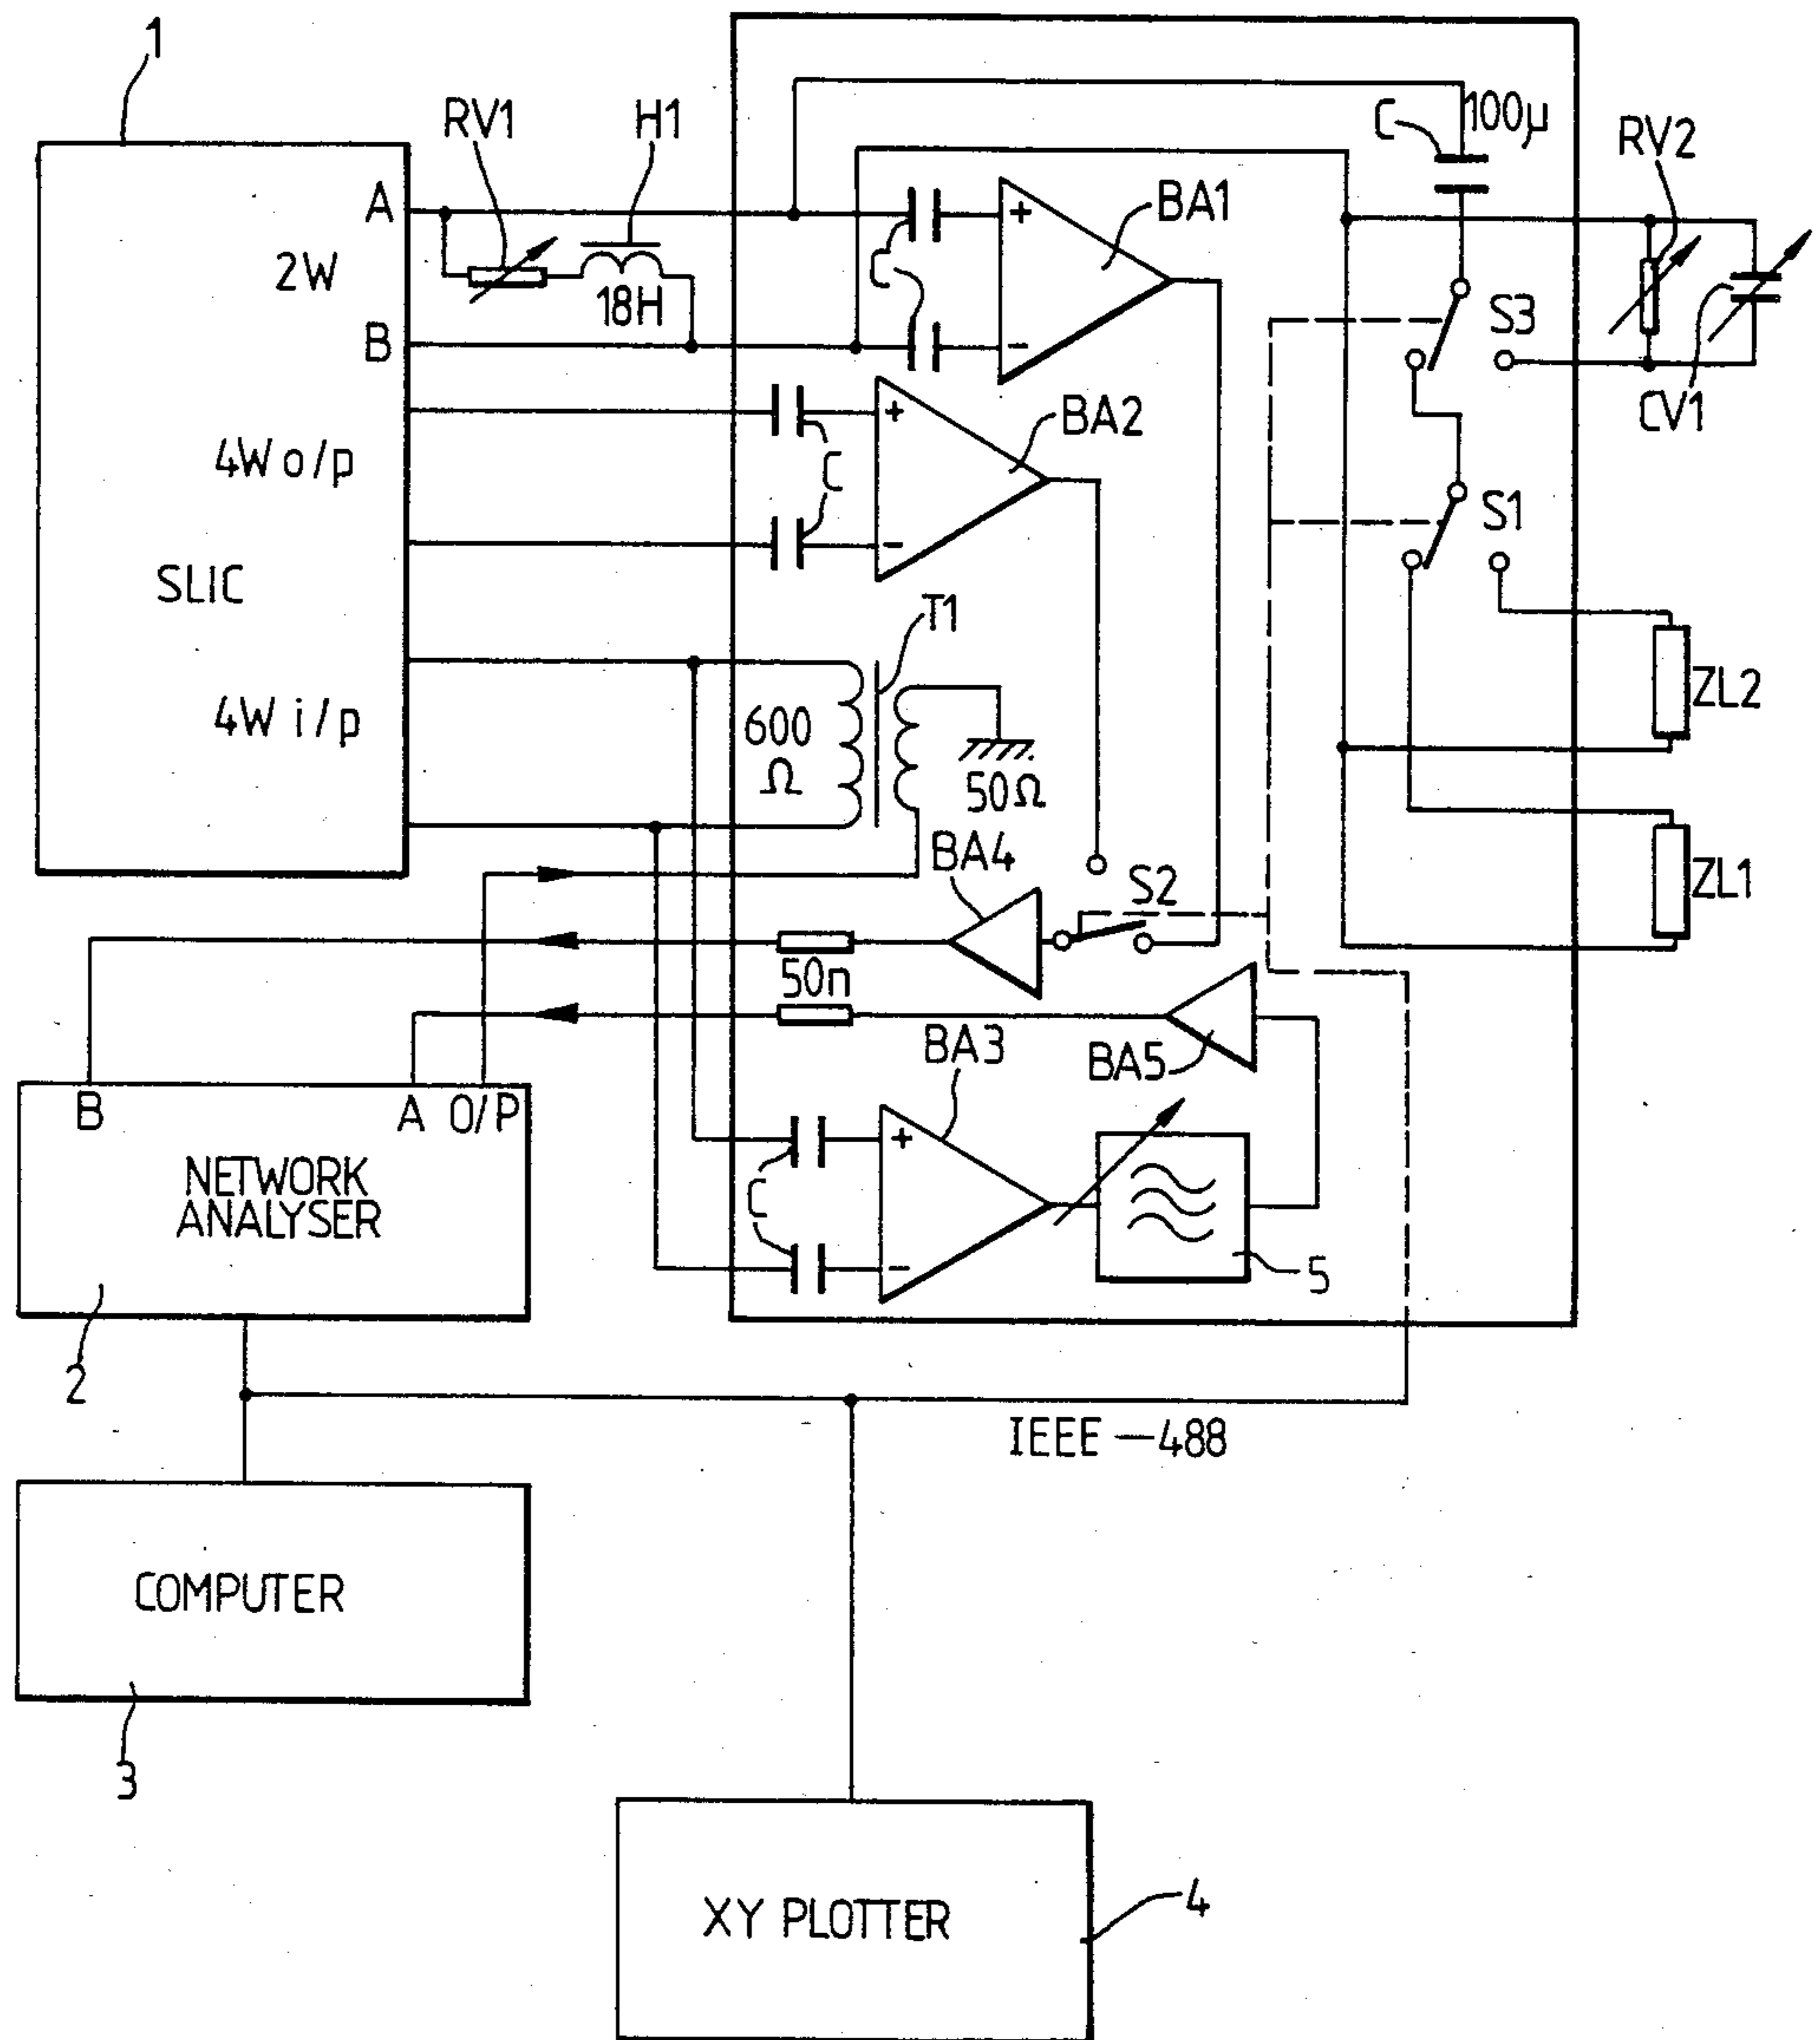 1
RV1
H1
C
100µ
RV2
A
BA1
2W
C
18H
S3
B
BA2
CV1
4W o/p
C
S1
SLIC
T1
ZL2
4W i/p
600
Ω
50Ω
BA4
S2
ZL1
50n
BA3
BA5
B
A
O/P
NETWORK
ANALYSER
C
5
2
IEEE — 488
COMPUTER
3
XY PLOTTER
4